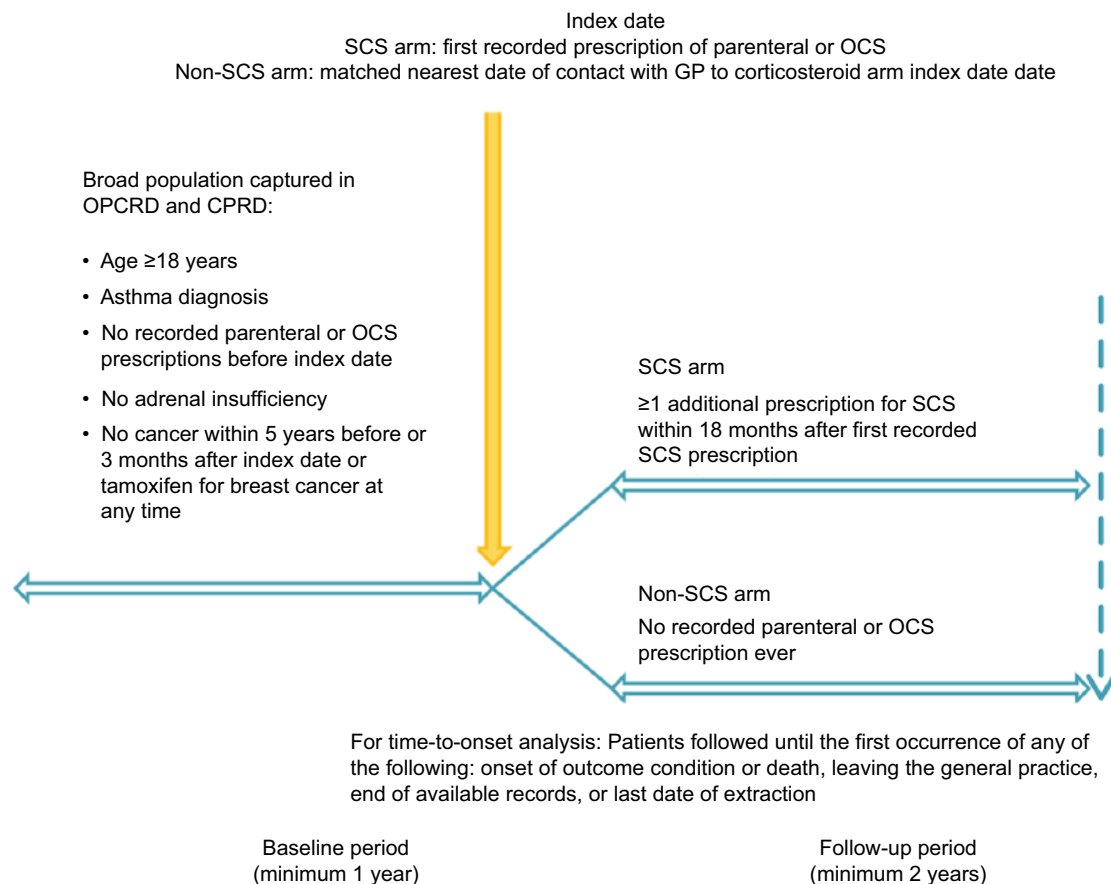 Index date
SCS arm: first recorded prescription of parenteral or OCS
Non-SCS arm: matched nearest date of contact with GP to corticosteroid arm index date date
Broad population captured in
OPCRD and CPRD:
• Age ≥18 years
• Asthma diagnosis
• No recorded parenteral or OCS
prescriptions before index date
• No adrenal insufficiency
• No cancer within 5 years before or
3 months after index date or
tamoxifen for breast cancer at
any time
SCS arm
≥1 additional prescription for SCS
within 18 months after first recorded
SCS prescription
Non-SCS arm
No recorded parenteral or OCS
prescription ever
For time-to-onset analysis: Patients followed until the first occurrence of any of
the following: onset of outcome condition or death, leaving the general practice,
end of available records, or last date of extraction
Baseline period
(minimum 1 year)
Follow-up period
(minimum 2 years)